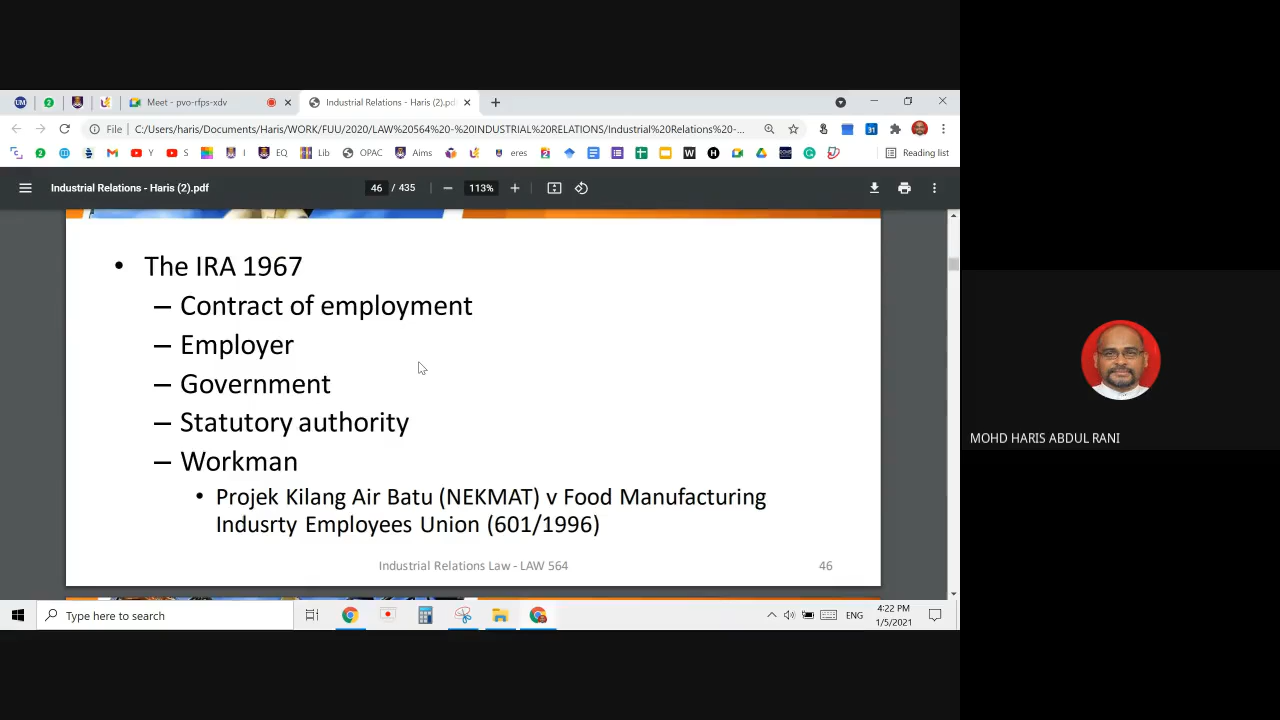 Meet - pvo-rfps-xdv
Industrial Relations - Haris (2).pd
File
C:/Users/haris/Documents/Haris/WORK/FUU/2020/LAW%20564%20-%20INDUSTRIAL%20RELATIONS/Industrial%20Relations%20-...
Y S I EQ Lib OPAC Aims eres Reading list
Industrial Relations - Haris (2).pdf
46 / 435
113%
• The IRA 1967
– Contract of employment
– Employer
– Government
– Statutory authority
– Workman
• Projek Kilang Air Batu (NEKMAT) v Food Manufacturing
Indusrty Employees Union (601/1996)
Industrial Relations Law - LAW 564
46
MOHD HARIS ABDUL RANI
Type here to search
ENG
4:22 PM
1/5/2021